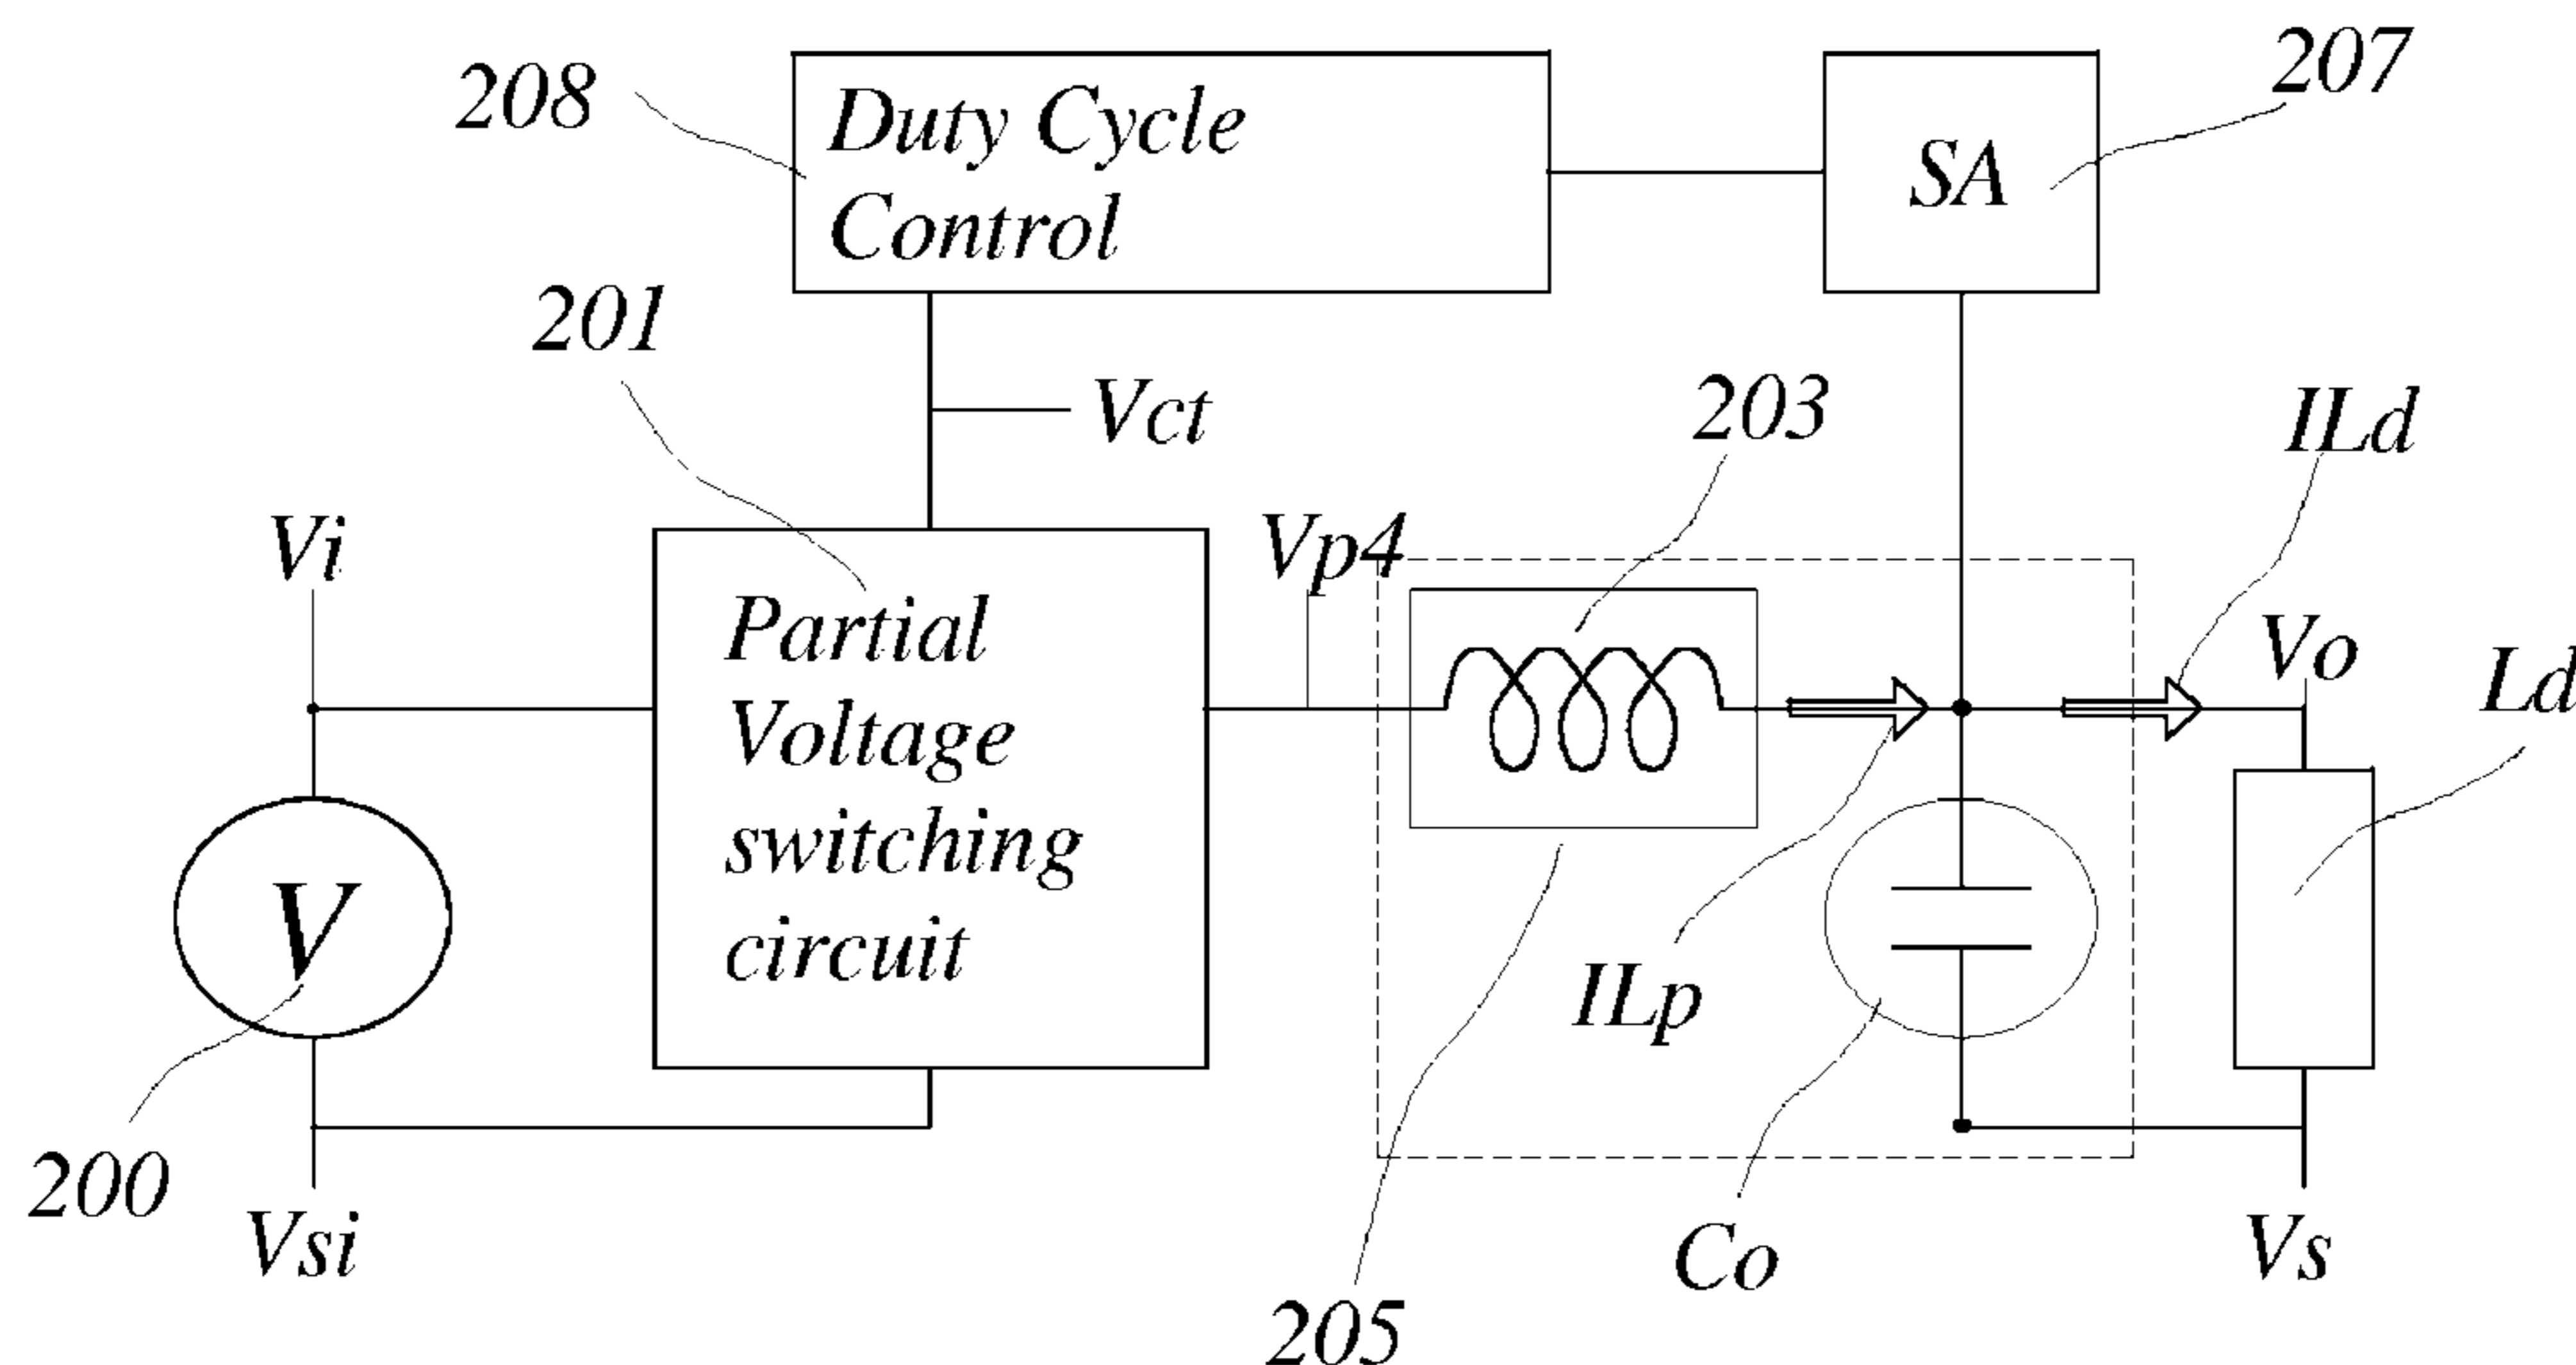 207
208
Duty Cycle
Control
SA
201
203
Vct
ILd
Vi
Vp4
Partial
Voltage
switching
circuit
Vo
Ld
V
ILp
200
Vsi
Co
Vs
205